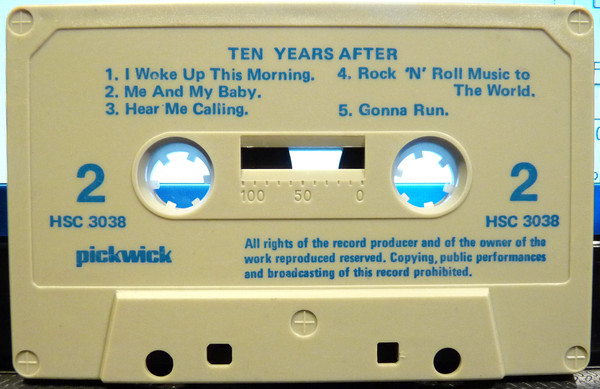 TEN YEARS AFTER
1. I Woke Up This Morning.
2. Me And My Baby.
3. Hear Me Calling.
4. Rock 'N' Roll Music to
The World.
5. Gonna Run.
2
HSC 3038
100 50 0
2
HSC 3038
pickwick
All rights of the record producer and of the owner of the
work reproduced reserved. Copying, public performances
and broadcasting of this record prohibited.